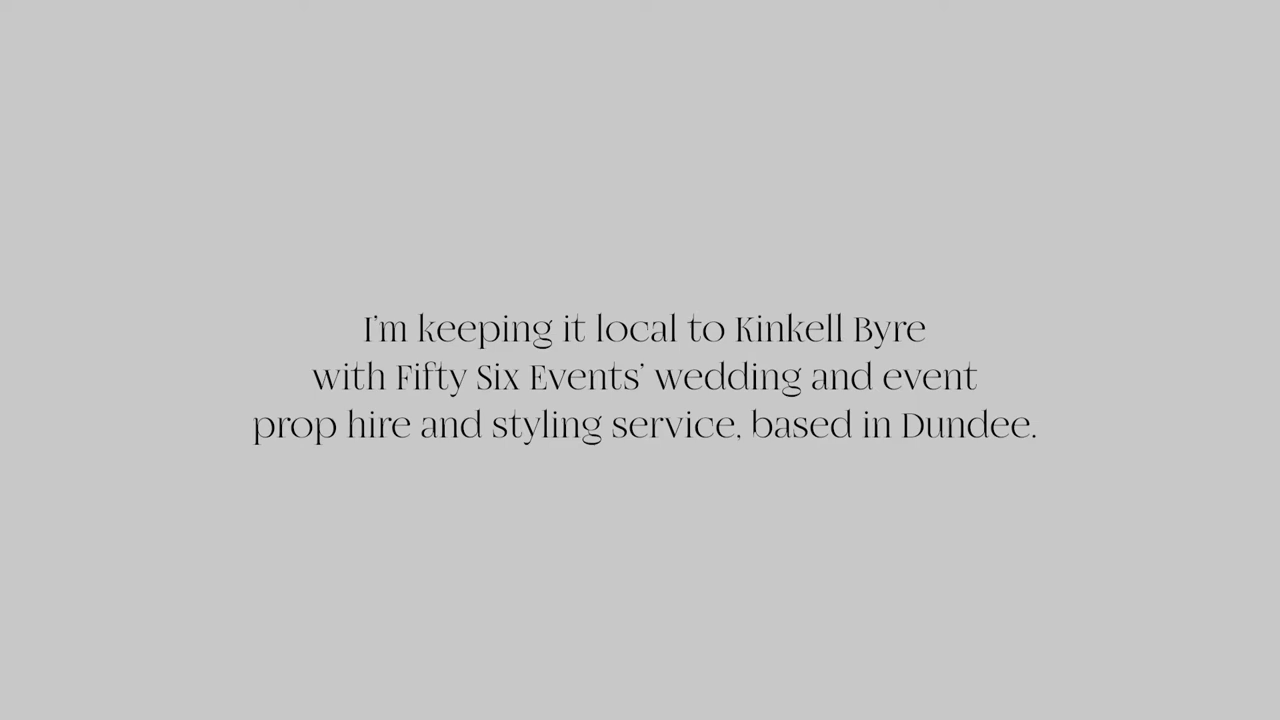 I'm keeping it local to Kinkell Byre
with Fifty Six Events' wedding and event
prop hire and styling service, based in Dundee.